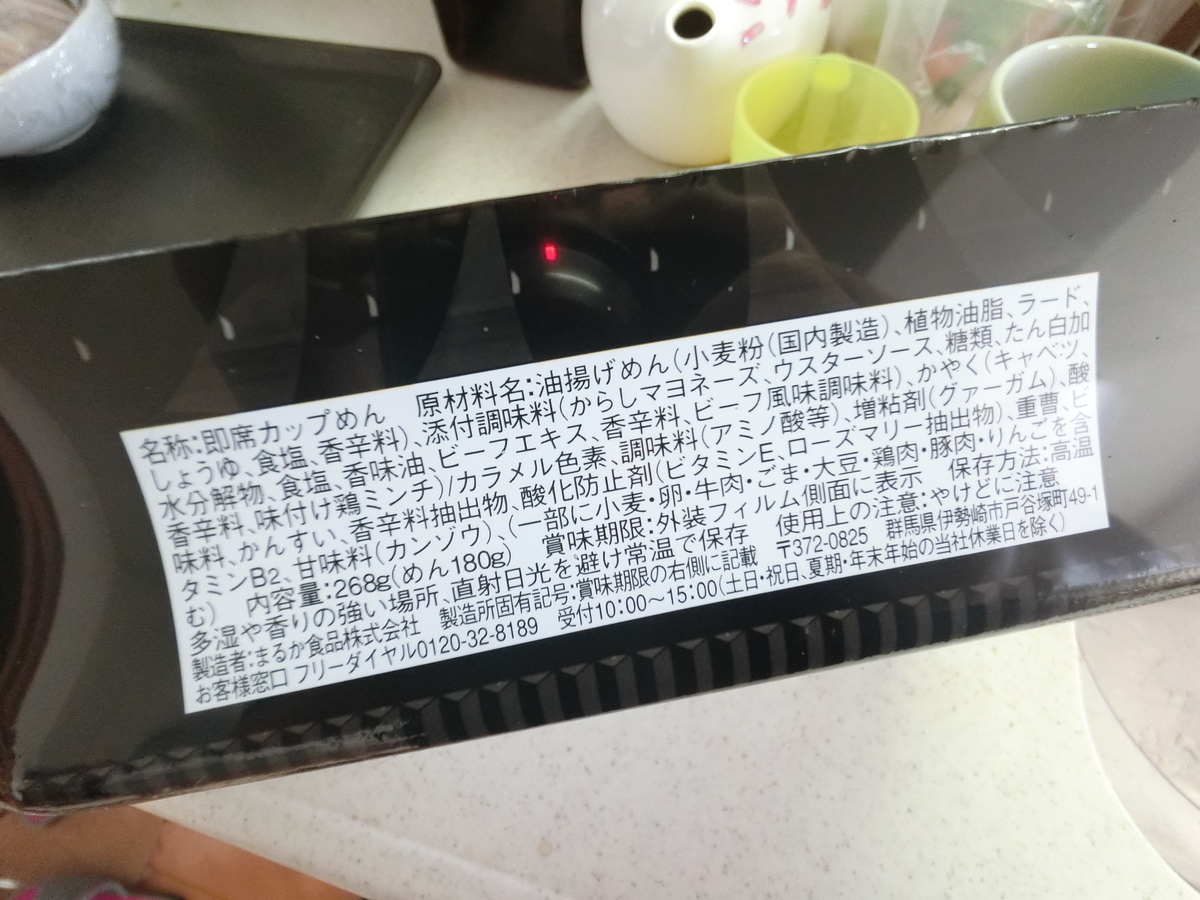 名称:即席カップめん　原材料名:油揚げめん(小麦粉(国内製造)、植物油脂、ラード、
しょうゆ、食塩、香辛料)、添付調味料(からしマヨネーズ、ウスターソース、糖類、たん白加
水分解物、食塩、香味油、ビーフエキス、香辛料、ビーフ風味調味料)、かやく(キャベツ、
香辛料、味付け鶏ミンチ)/カラメル色素、調味料(アミノ酸等)、増粘剤(グァーガム)、酸
味料、かんすい、香辛料抽出物、酸化防止剤(ビタミンE、ローズマリー抽出物)、重曹、ビ
タミンB2、甘味料(カンゾウ)、(一部に小麦・卵・牛肉・ごま・大豆・鶏肉・豚肉・りんごを含
む)　内容量:268g(めん180g)　賞味期限:外装フィルム側面に表示　保存方法:高温
多湿や香りの強い場所、直射日光を避け常温で保存　使用上の注意:やけどに注意
製造者:まるか食品株式会社　製造所固有記号:賞味期限の右側に記載　〒372-0825　群馬県伊勢崎市戸谷塚町49-1
お客様窓口 フリーダイヤル0120-32-8189　受付10:00～15:00(土日・祝日、夏期・年末年始の当社休業日を除く)